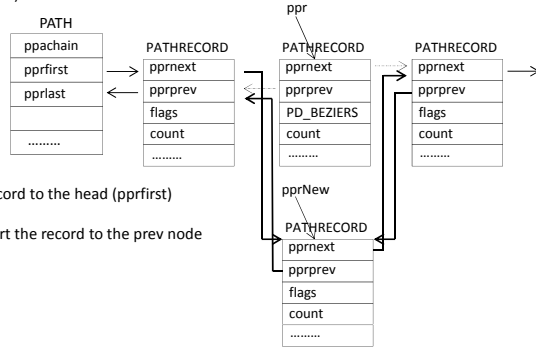 ppr
PATH
ppachain
pprfirst
pprlast
………
PATHRECORD
pprnext
pprprev
flags
count
………
PATHRECORD
pprnext
pprprev
PD_BEZIERS
count
………
PATHRECORD
pprnext
pprprev
flags
count
………
cord to the head (pprfirst)
rt the record to the prev node
pprNew
PATHRECORD
pprnext
pprprev
flags
count
………